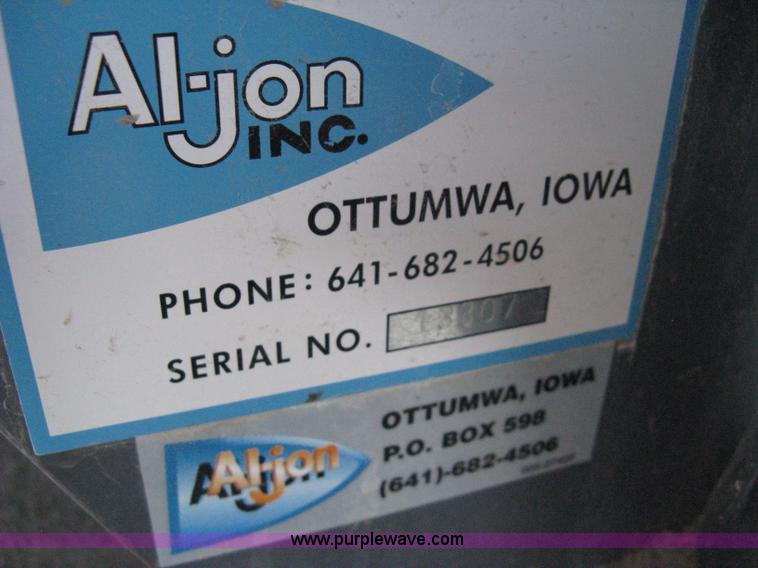 Al-jon
INC.
OTTUMWA, IOWA
PHONE: 641-682-4506
SERIAL NO.
OTTUMWA, IOWA
P.O. BOX 598
(641)-682-4506
Al-jon
www.purplewave.com